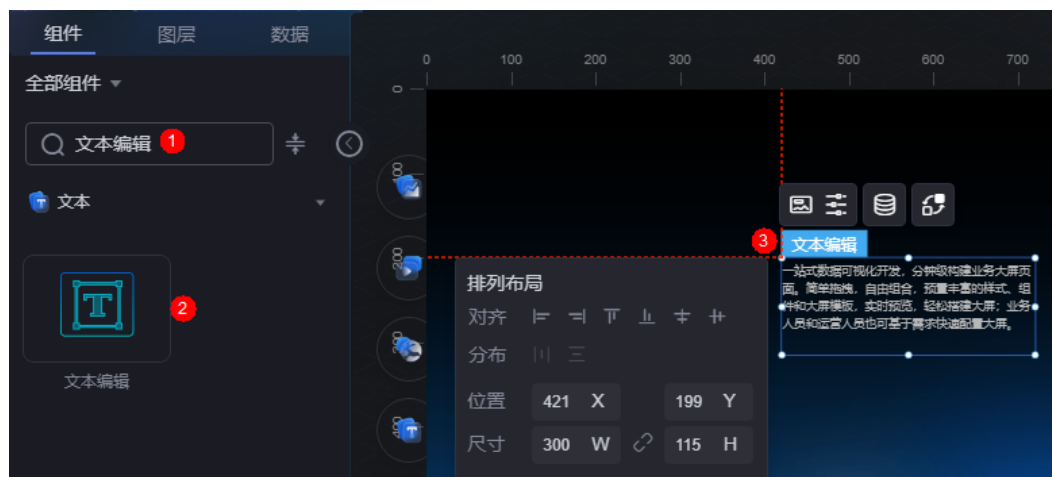 组件 图层 数据
全部组件
文本编辑 1
文本
2
文本编辑
0 100 200 300 400 500 600 700
0
100
200
300
400
3 文本编辑
一站式数据可视化开发，分钟级构建业务大屏页
面。简单拖拽，自由组合，预置丰富的样式、组
件和大屏模板，实时预览，轻松搭建大屏；业务
人员和运营人员也可基于需求快速配置大屏。
排列布局
对齐
分布
位置 421 X 199 Y
尺寸 300 W 115 H